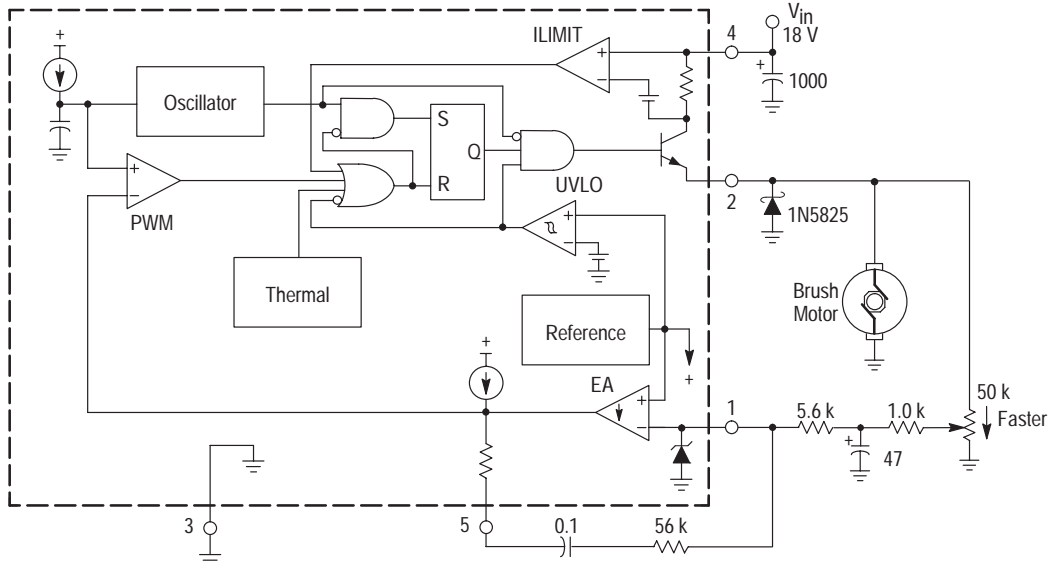 +
Oscillator
ILIMIT
+
−
4
Vin
18 V
+
1000
S
Q
R
+
−
PWM
UVLO
+
−
2
1N5825
Thermal
Brush
Motor
Reference
+
+
EA
+
−
1
5.6 k
1.0 k
50 k
Faster
+
47
3
5
0.1
56 k